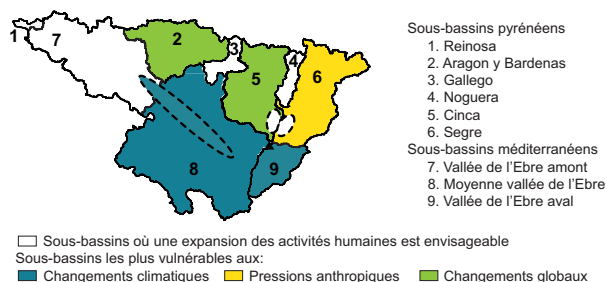 1
7
2
3
5
4
6
8
9
Sous-bassins pyrénéens
1. Reinosa
2. Aragon y Bardenas
3. Gallego
4. Noguera
5. Cinca
6. Segre
Sous-bassins méditerranéens
7. Vallée de l'Ebre amont
8. Moyenne vallée de l'Ebre
9. Vallée de l'Ebre aval
Sous-bassins où une expansion des activités humaines est envisageable
Sous-bassins les plus vulnérables aux:
Changements climatiques Pressions anthropiques Changements globaux